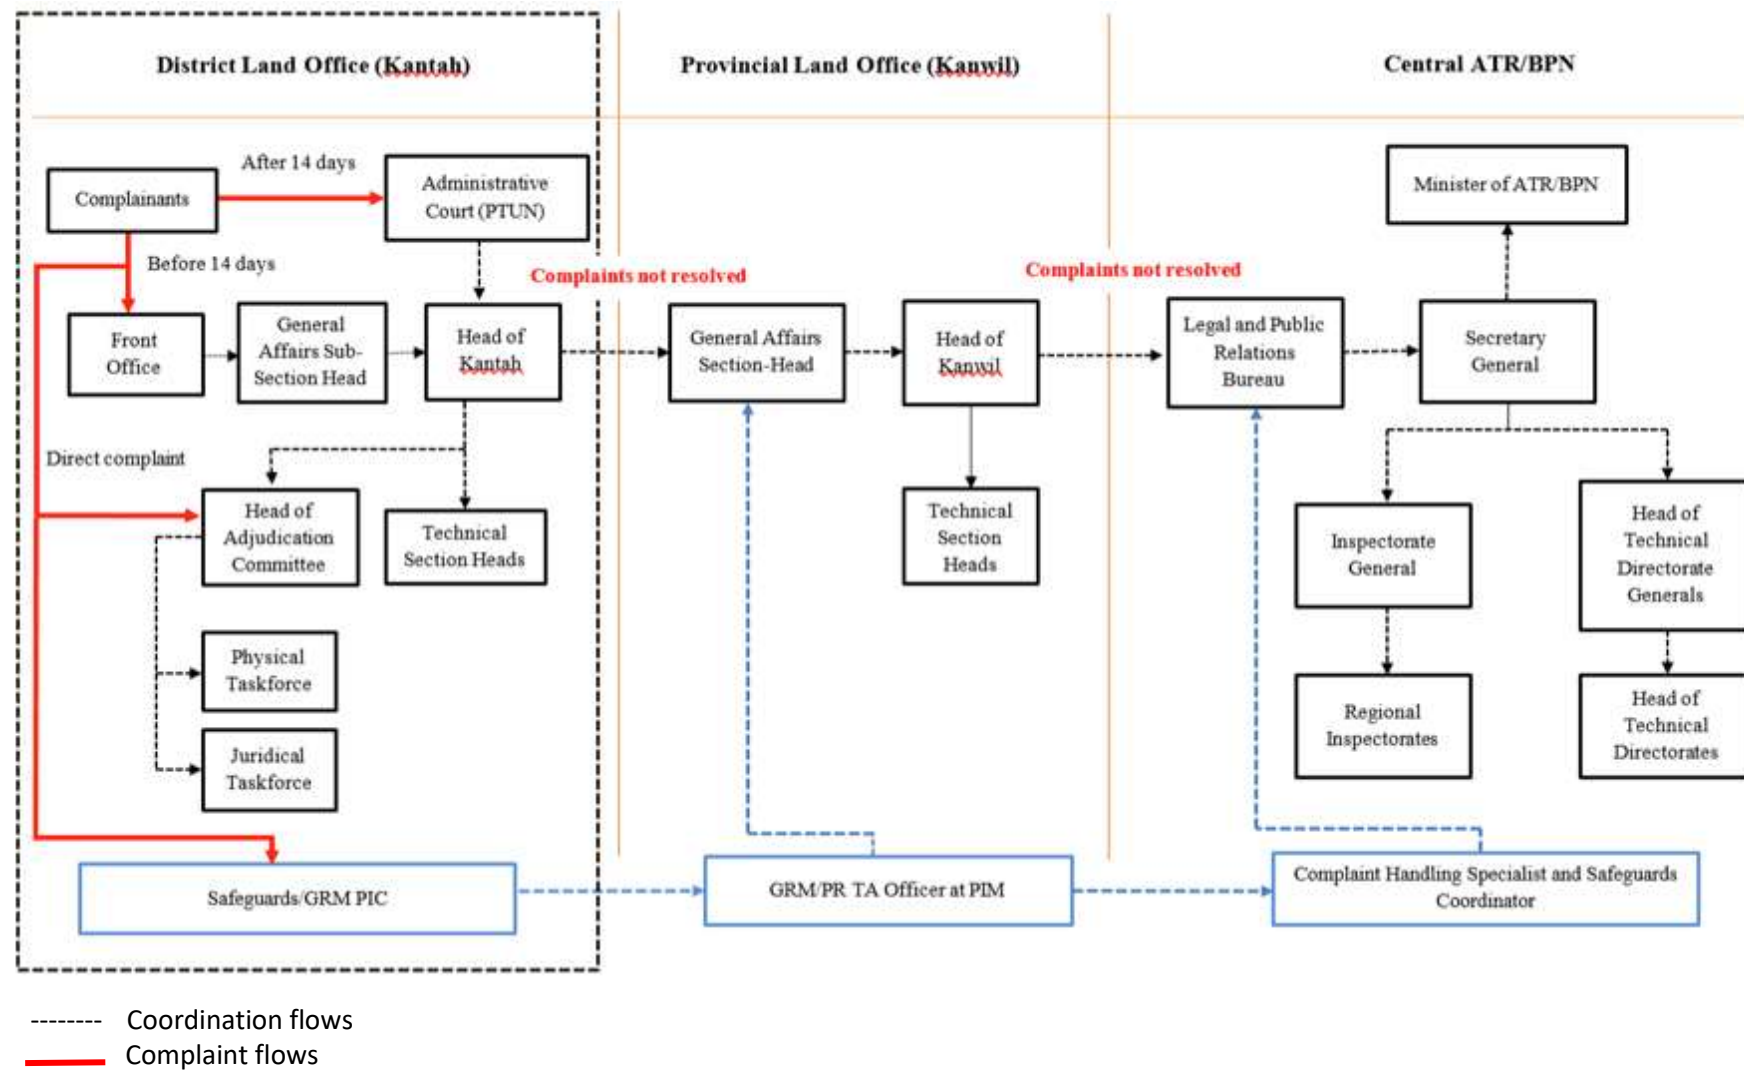 District Land Office (Kantah)
Provincial Land Office (Kanwil)
Central ATR/BPN
Complainants
After 14 days
Administrative
Court (PTUN)
Minister of ATR/BPN
Before 14 days
Complaints not resolved
Complaints not resolved
Front
Office
General
Affairs Sub-
Section Head
Head of
Kantah
General Affairs
Section-Head
Head of
Kanwil
Legal and Public
Relations
Bureau
Secretary
General
Direct complaint
Head of
Adjudication
Committee
Technical
Section Heads
Technical
Section
Heads
Inspectorate
General
Head of
Technical
Directorate
Generals
Physical
Taskforce
Juridical
Taskforce
Regional
Inspectorates
Head of
Technical
Directorates
Safeguards/GRM PIC
GRM/PR TA Officer at PIM
Complaint Handling Specialist and Safeguards
Coordinator
Coordination flows
Complaint flows